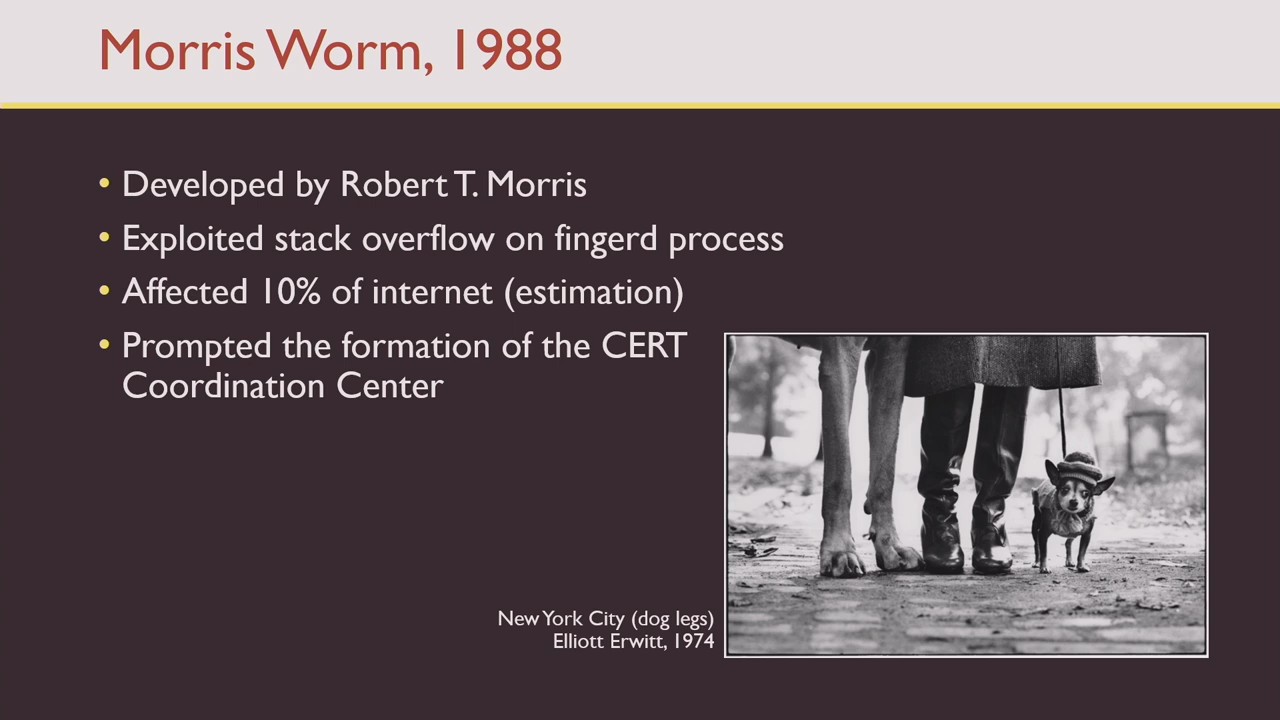 Morris Worm, 1988
• Developed by Robert T. Morris
• Exploited stack overflow on fingerd process
• Affected 10% of internet (estimation)
• Prompted the formation of the CERT
Coordination Center
New York City (dog legs)
Elliott Erwitt, 1974